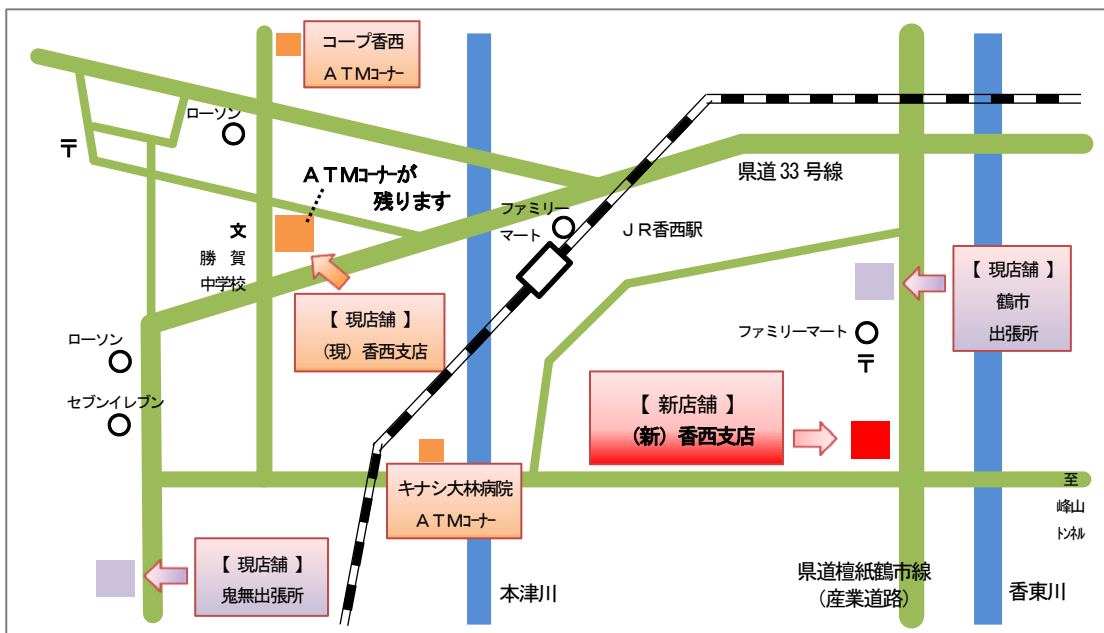 コープ香西
ＡＴＭｺｰﾅｰ
ローソン
〒
ＡＴＭｺｰﾅｰが
残ります
県道 33 号線
ファミリー
マート
ＪＲ香西駅
文
勝　賀
中学校
【 現店舗 】
鶴市
出張所
【 現店舗 】
（現）香西支店
ローソン
ファミリーマート
〒
セブンイレブン
【 新店舗 】
（新）香西支店
キナシ大林病院
ＡＴＭｺｰﾅｰ
至
峰山
ﾄﾝﾈﾙ
【 現店舗 】
鬼無出張所
本津川
県道檀紙鶴市線
（産業道路）
香東川